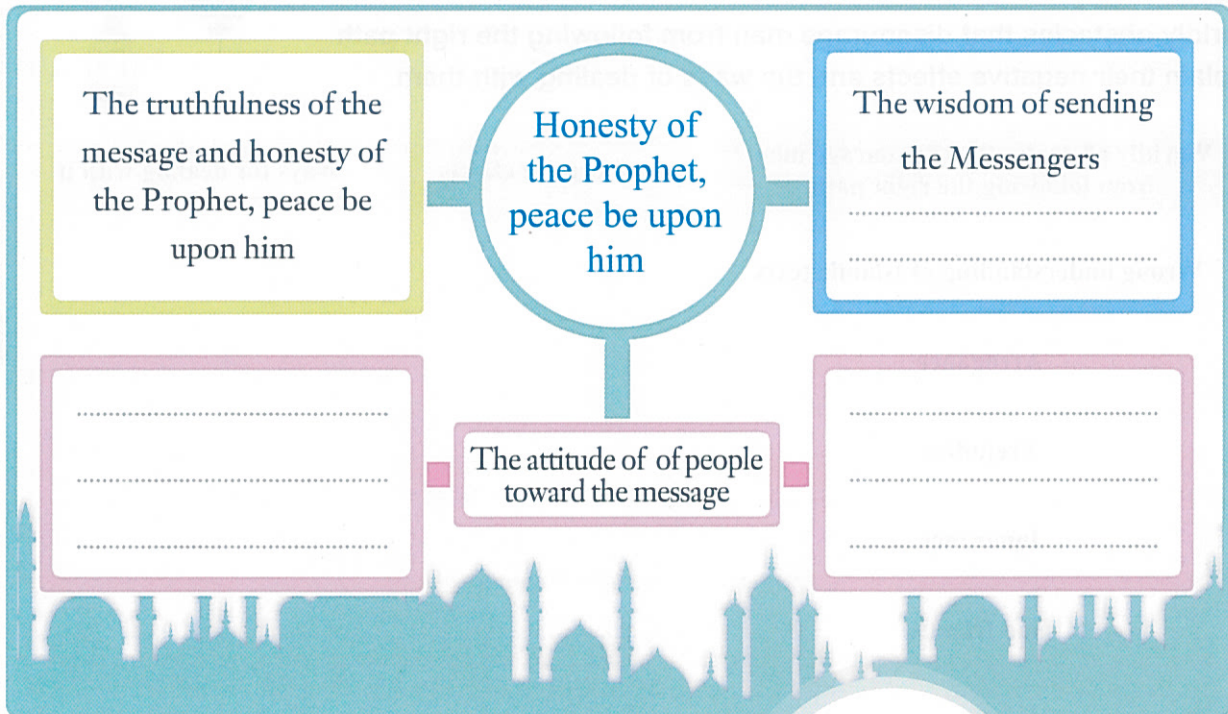 The truthfulness of the
message and honesty of
the Prophet, peace be
upon him
Honesty of
the Prophet,
peace be upon
him
The wisdom of sending
the Messengers
The attitude of of people
toward the message